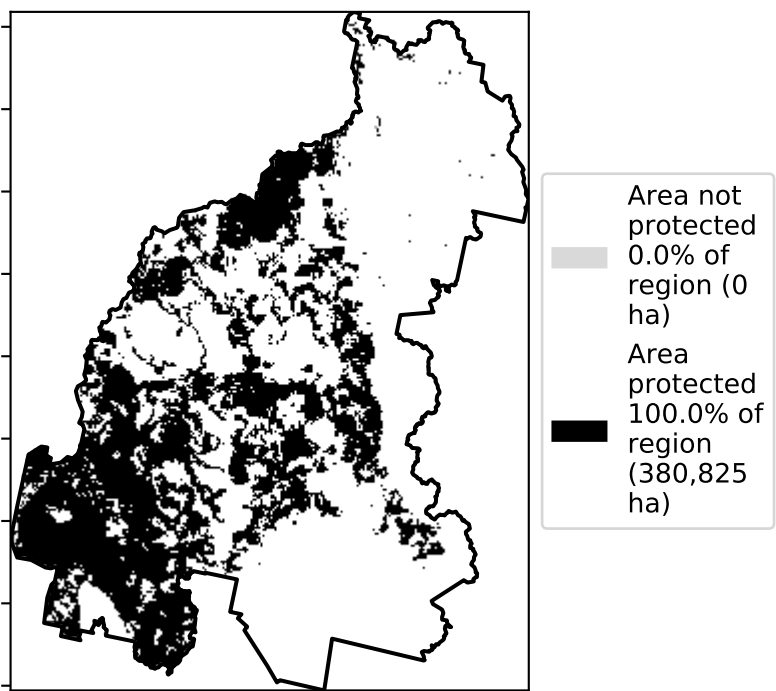 Area not
protected
0.0% of
region (0
ha)
Area
protected
100.0% of
region
(380,825
ha)